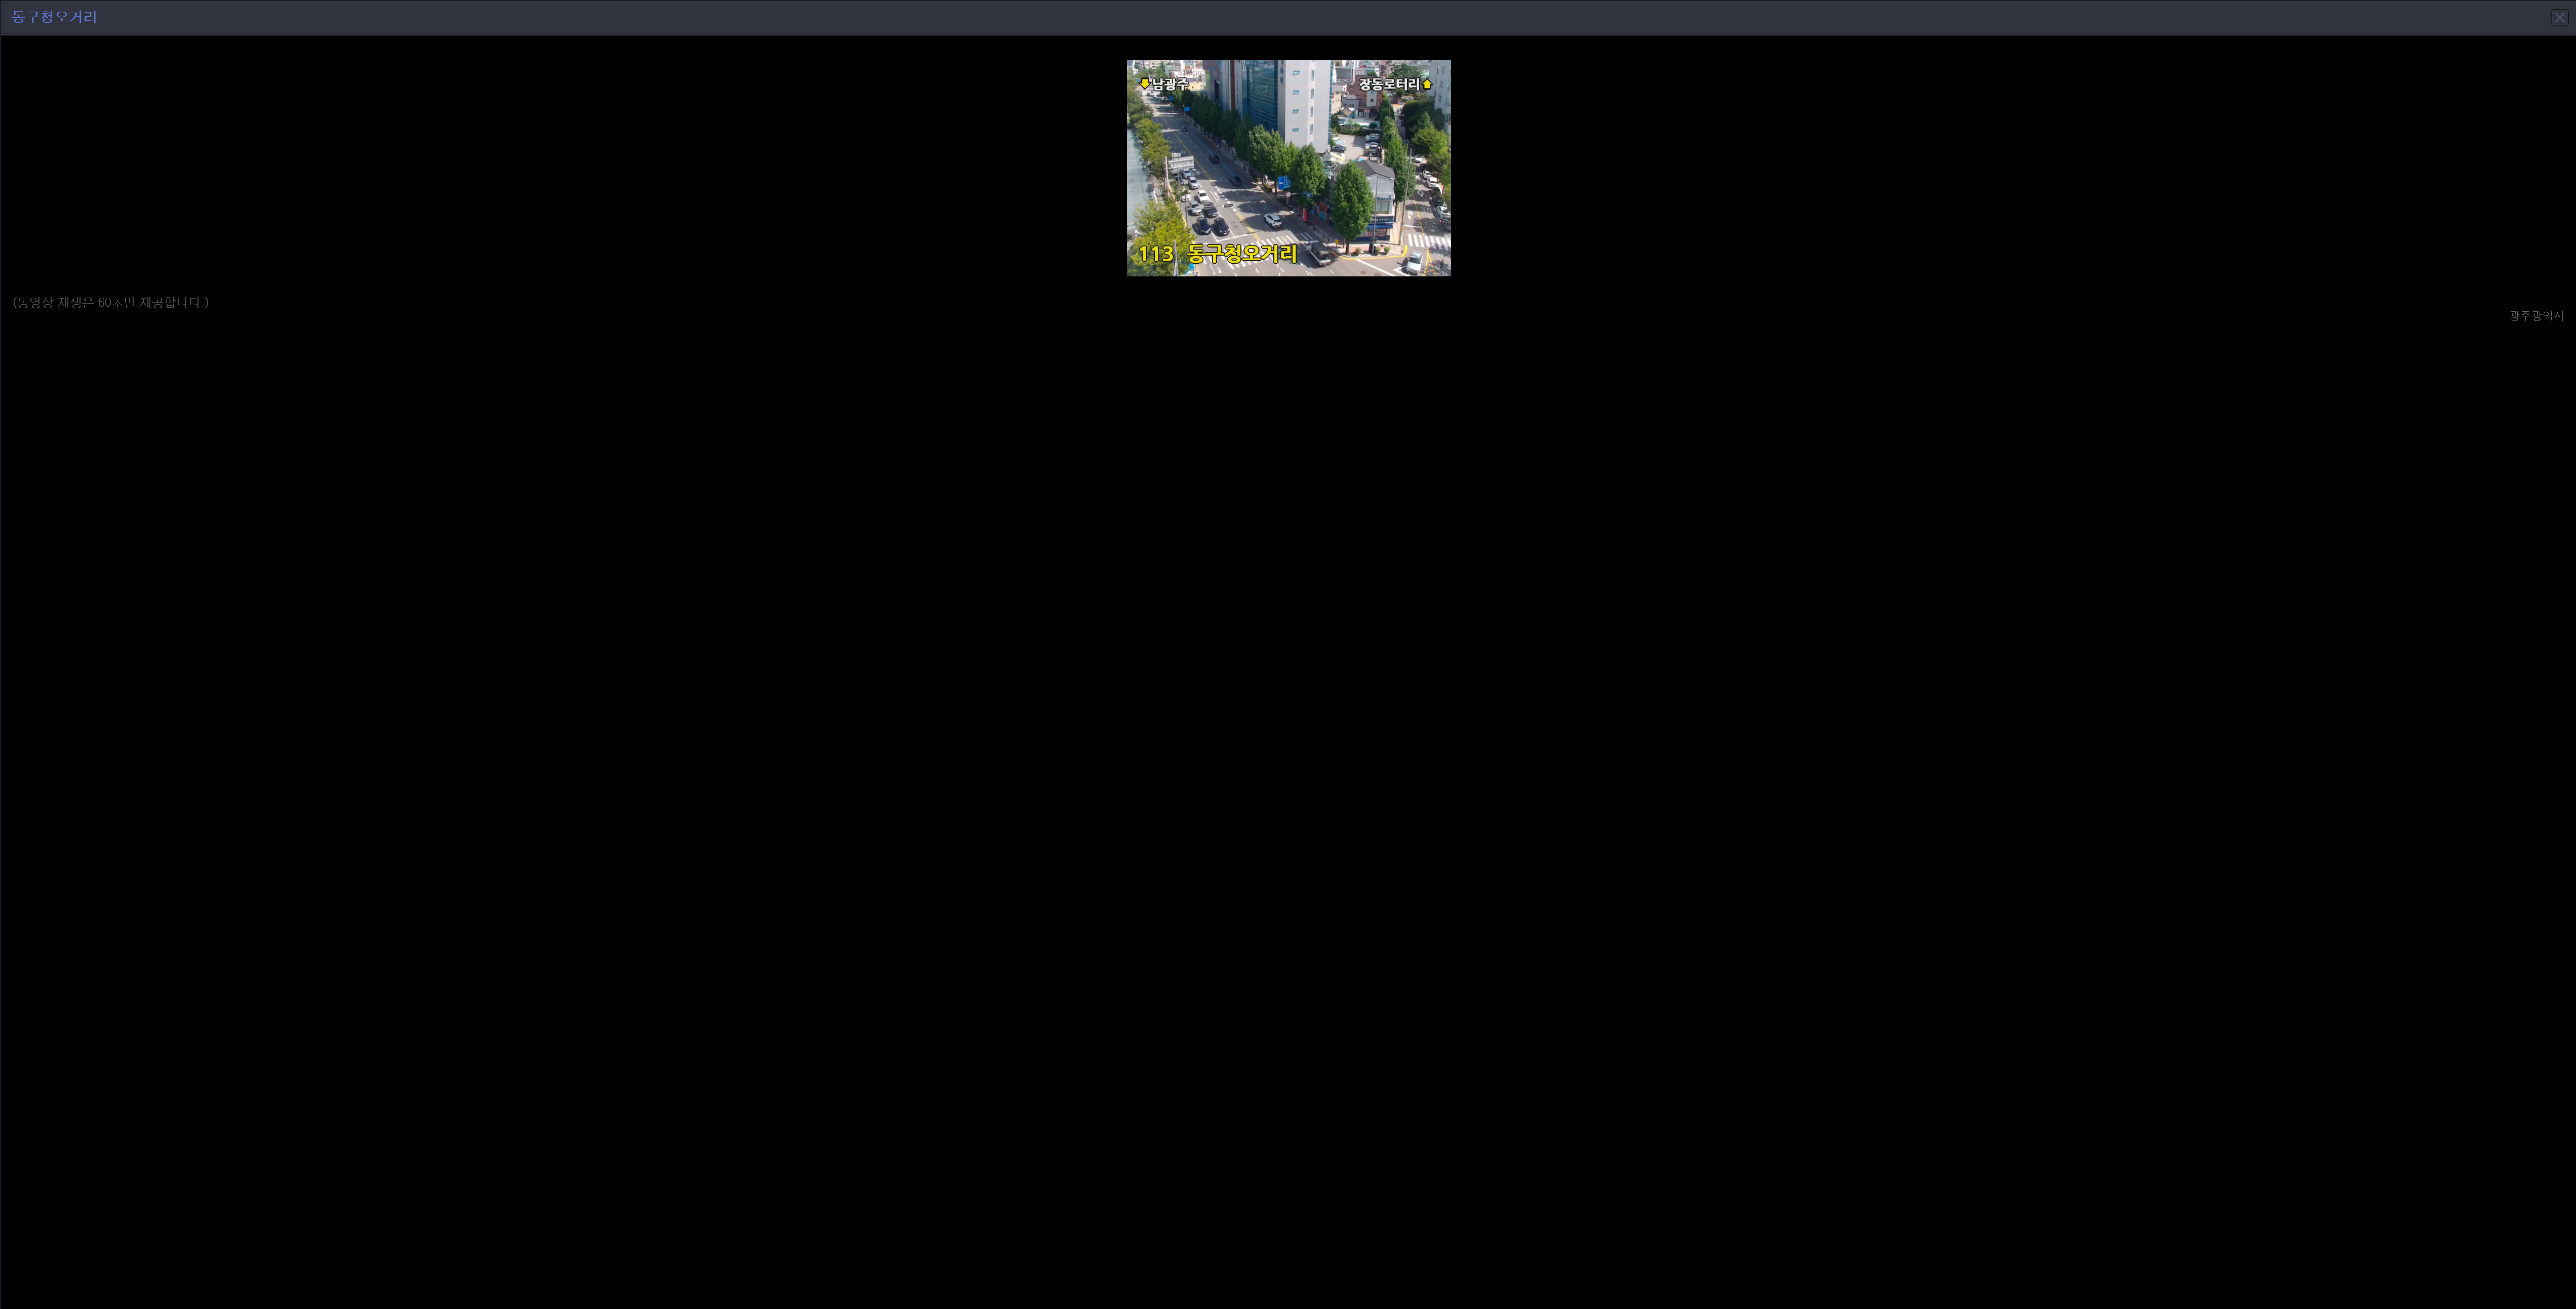 동구청오거리
남광주
장동로터리
113 동구청오거리
(동영상 재생은 60초만 제공합니다.)
광주광역시